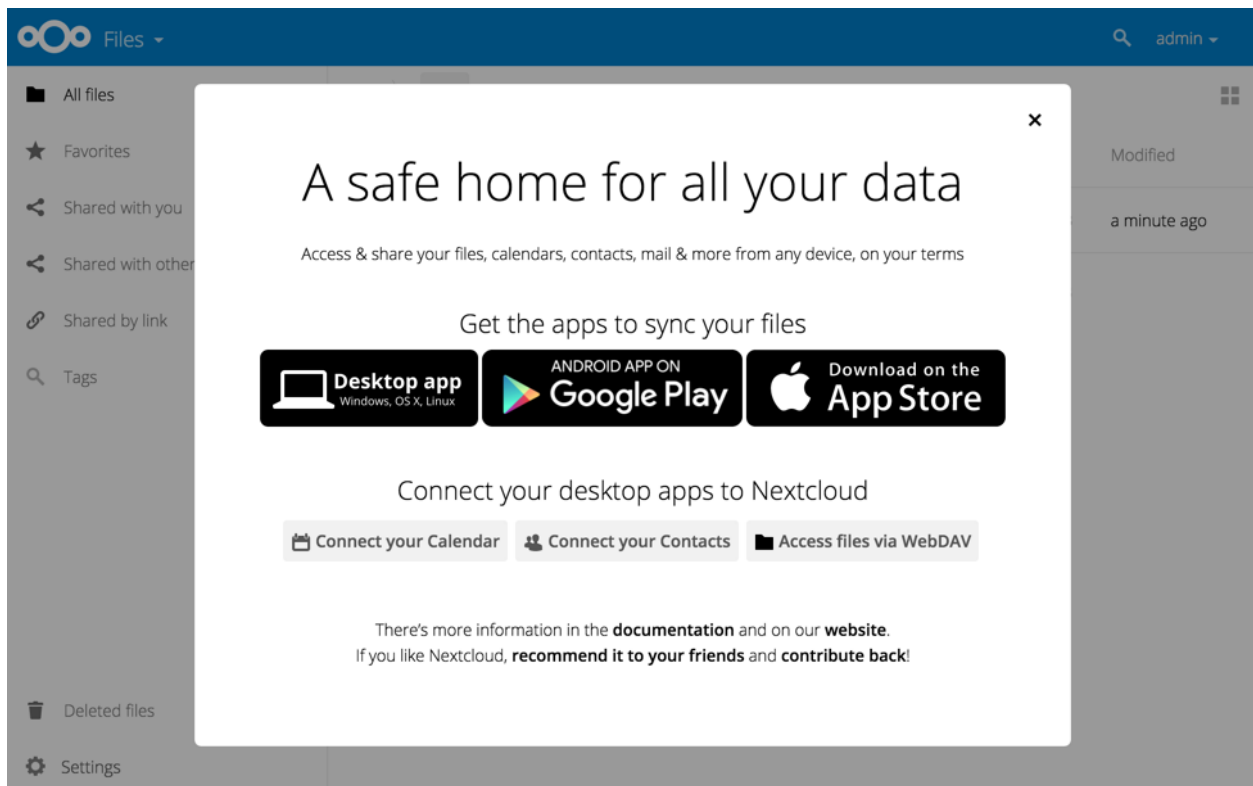 Files
admin
All files
Favorites
Shared with you
Shared with other
Shared by link
Tags
Deleted files
Settings
Modified
a minute ago
×
A safe home for all your data
Access & share your files, calendars, contacts, mail & more from any device, on your terms
Get the apps to sync your files
Desktop app
Windows, OS X, Linux
ANDROID APP ON
Google Play
Download on the
App Store
Connect your desktop apps to Nextcloud
Connect your Calendar
Connect your Contacts
Access files via WebDAV
There's more information in the documentation and on our website.
If you like Nextcloud, recommend it to your friends and contribute back!